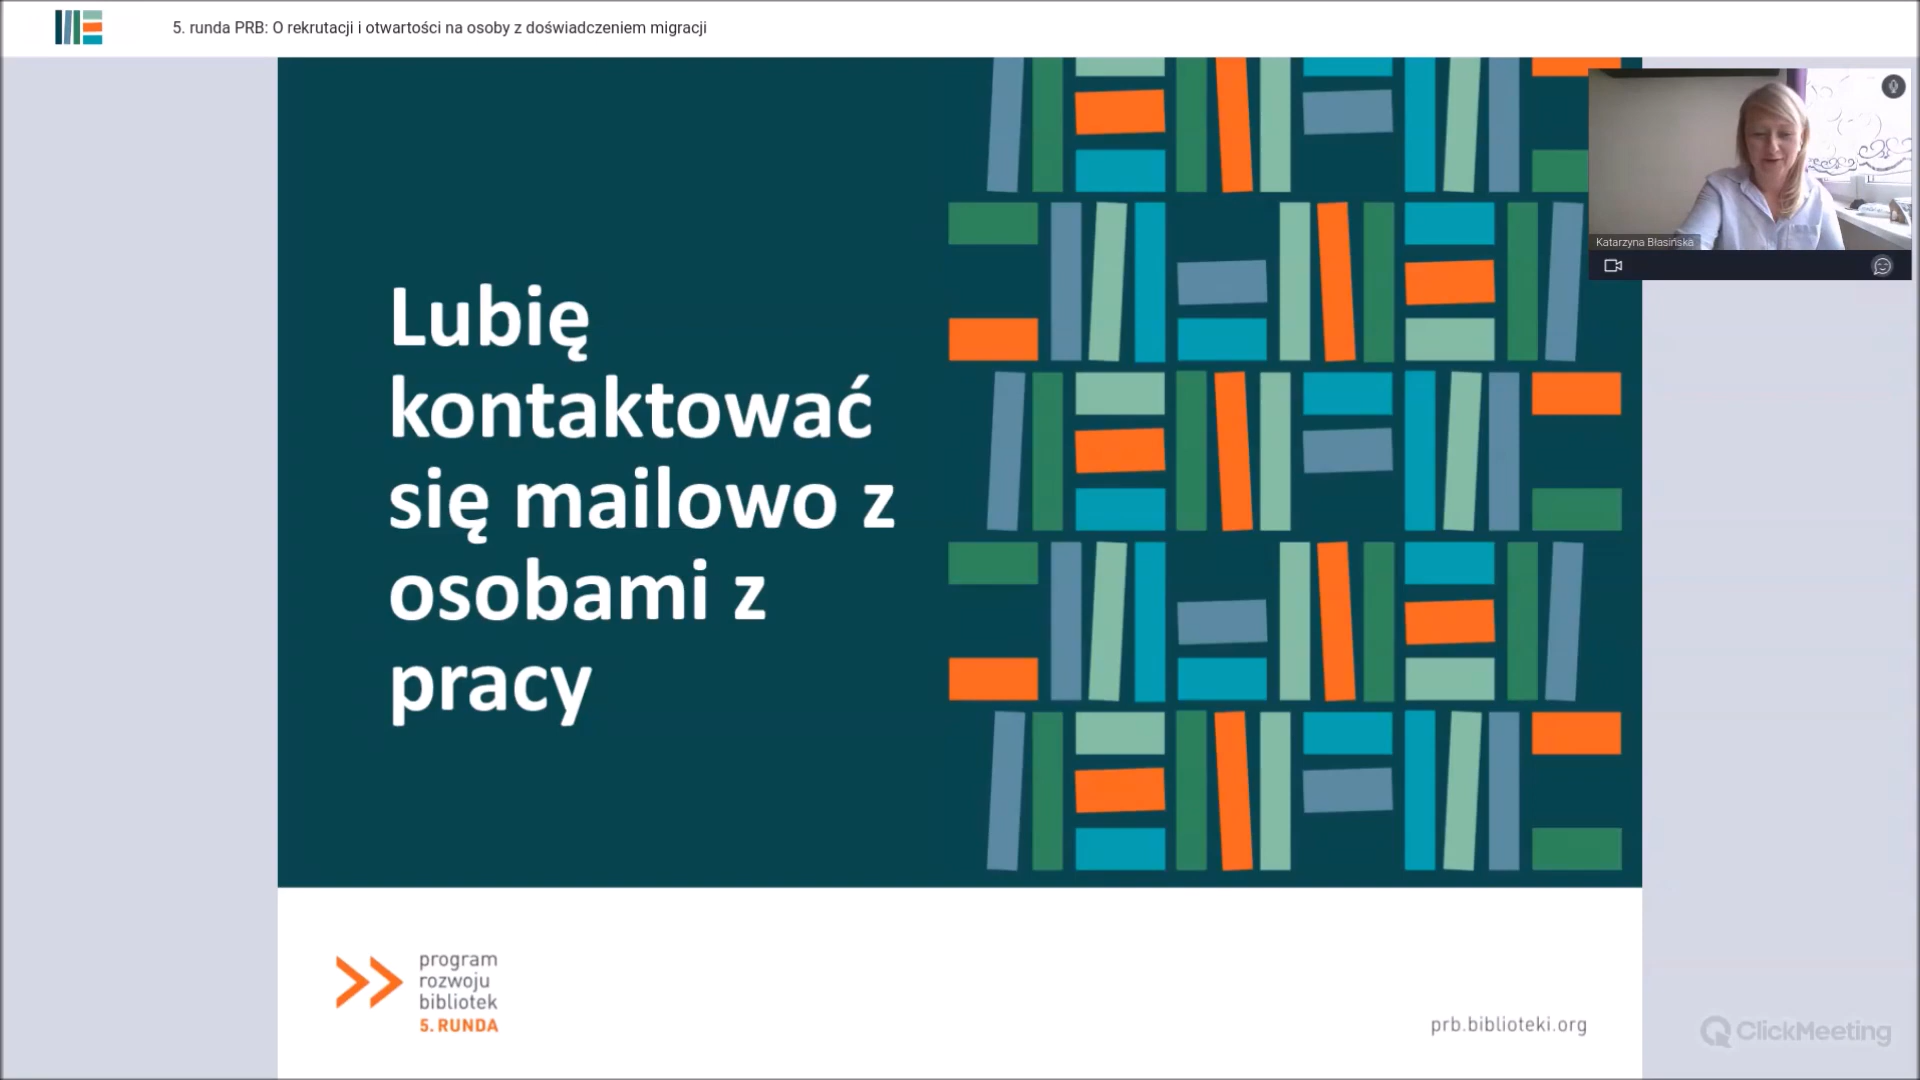 5. runda PRB: O rekrutacji i otwartości na osoby z doświadczeniem migracji
Katarzyna Błasińska
Lubię
kontaktować
się mailowo z
osobami z
pracy
program
rozwoju
bibliotek
5. RUNDA
prb.biblioteki.org
ClickMeeting